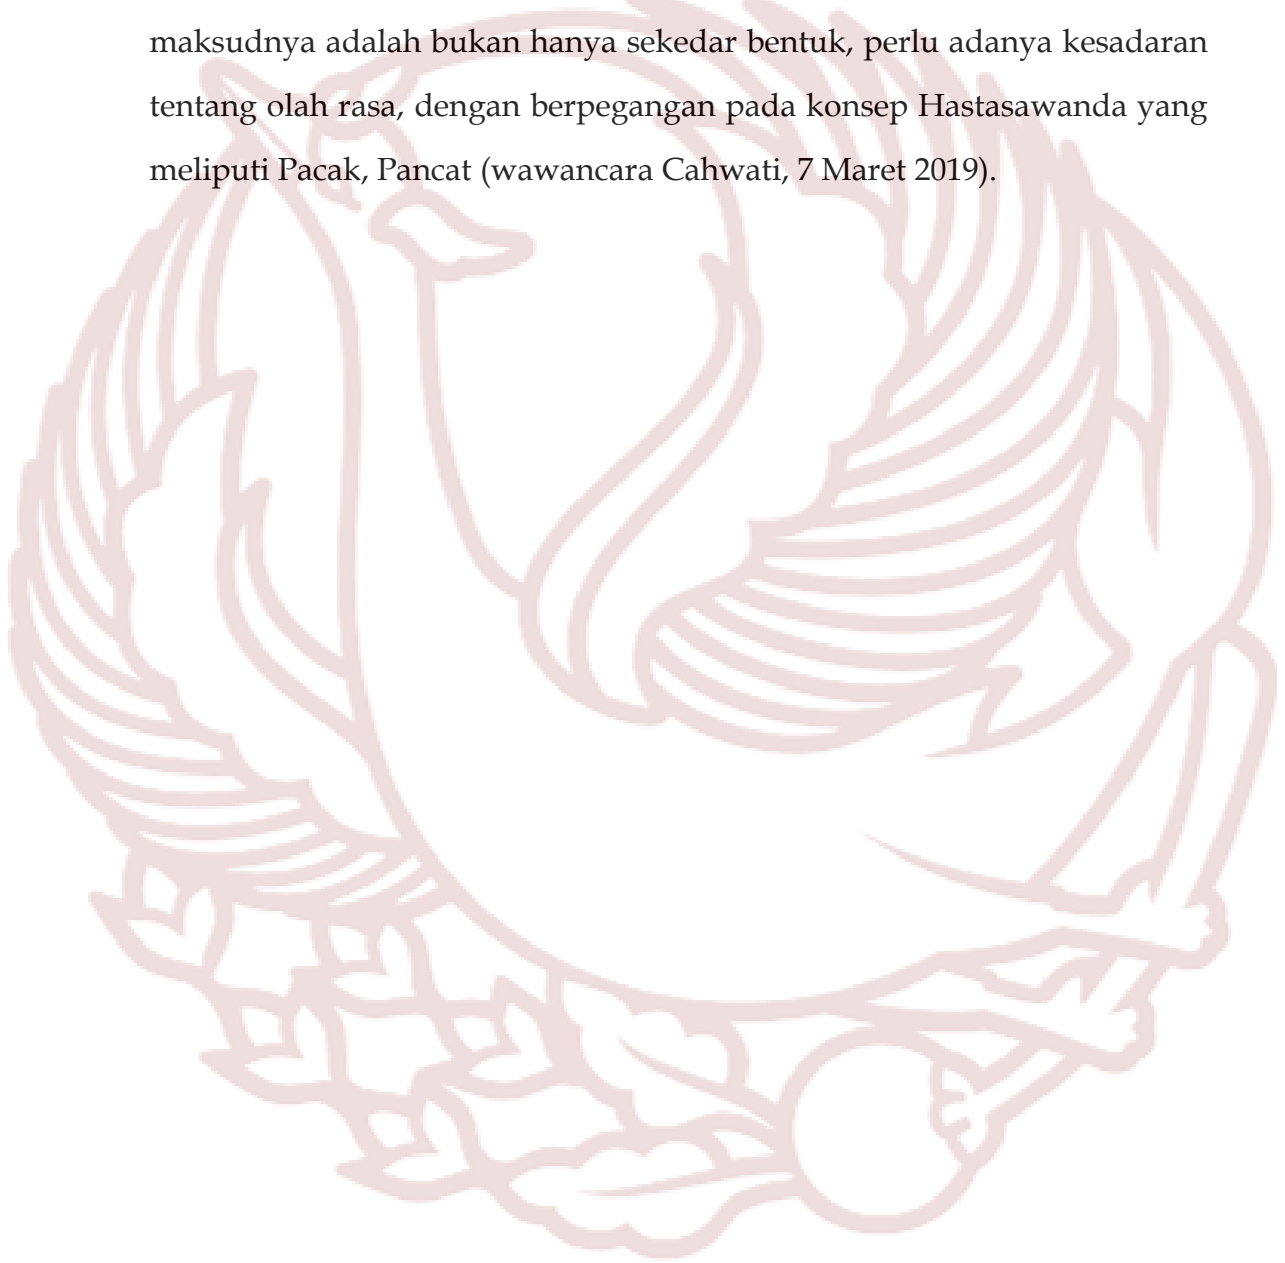 maksudnya adalah bukan hanya sekedar bentuk, perlu adanya kesadaran
tentang olah rasa, dengan berpegangan pada konsep Hastasawanda yang
meliputi Pacak, Pancat (wawancara Cahwati, 7 Maret 2019).